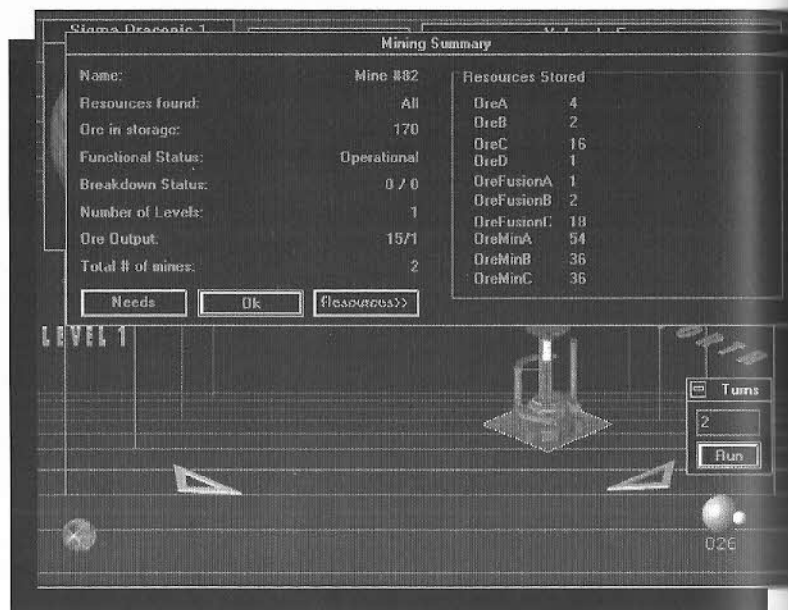 Sigma Draconis 1
Mining Summary
Name: Mine #82
Resources found: All
Ore in storage: 170
Functional Status: Operational
Breakdown Status: 0 / 0
Number of Levels: 1
Ore Output: 15/1
Total # of mines: 2
Needs Ok Resources>>
Resources Stored
OreA 4
OreB 2
OreC 16
OreD 1
OreFusionA 1
OreFusionB 2
OreFusionC 18
OreMinA 54
OreMinB 36
OreMinC 36
LEVEL 1
NORTH
Turns
2
Run
026